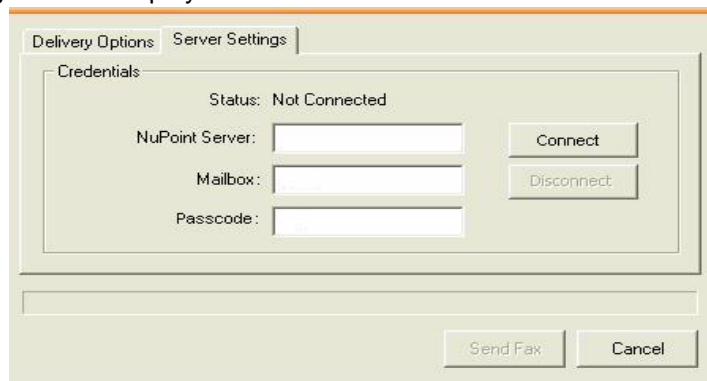 Delivery Options Server Settings
Credentials
Status: Not Connected
NuPoint Server: Connect
Mailbox: Disconnect
Passcode:
Send Fax Cancel